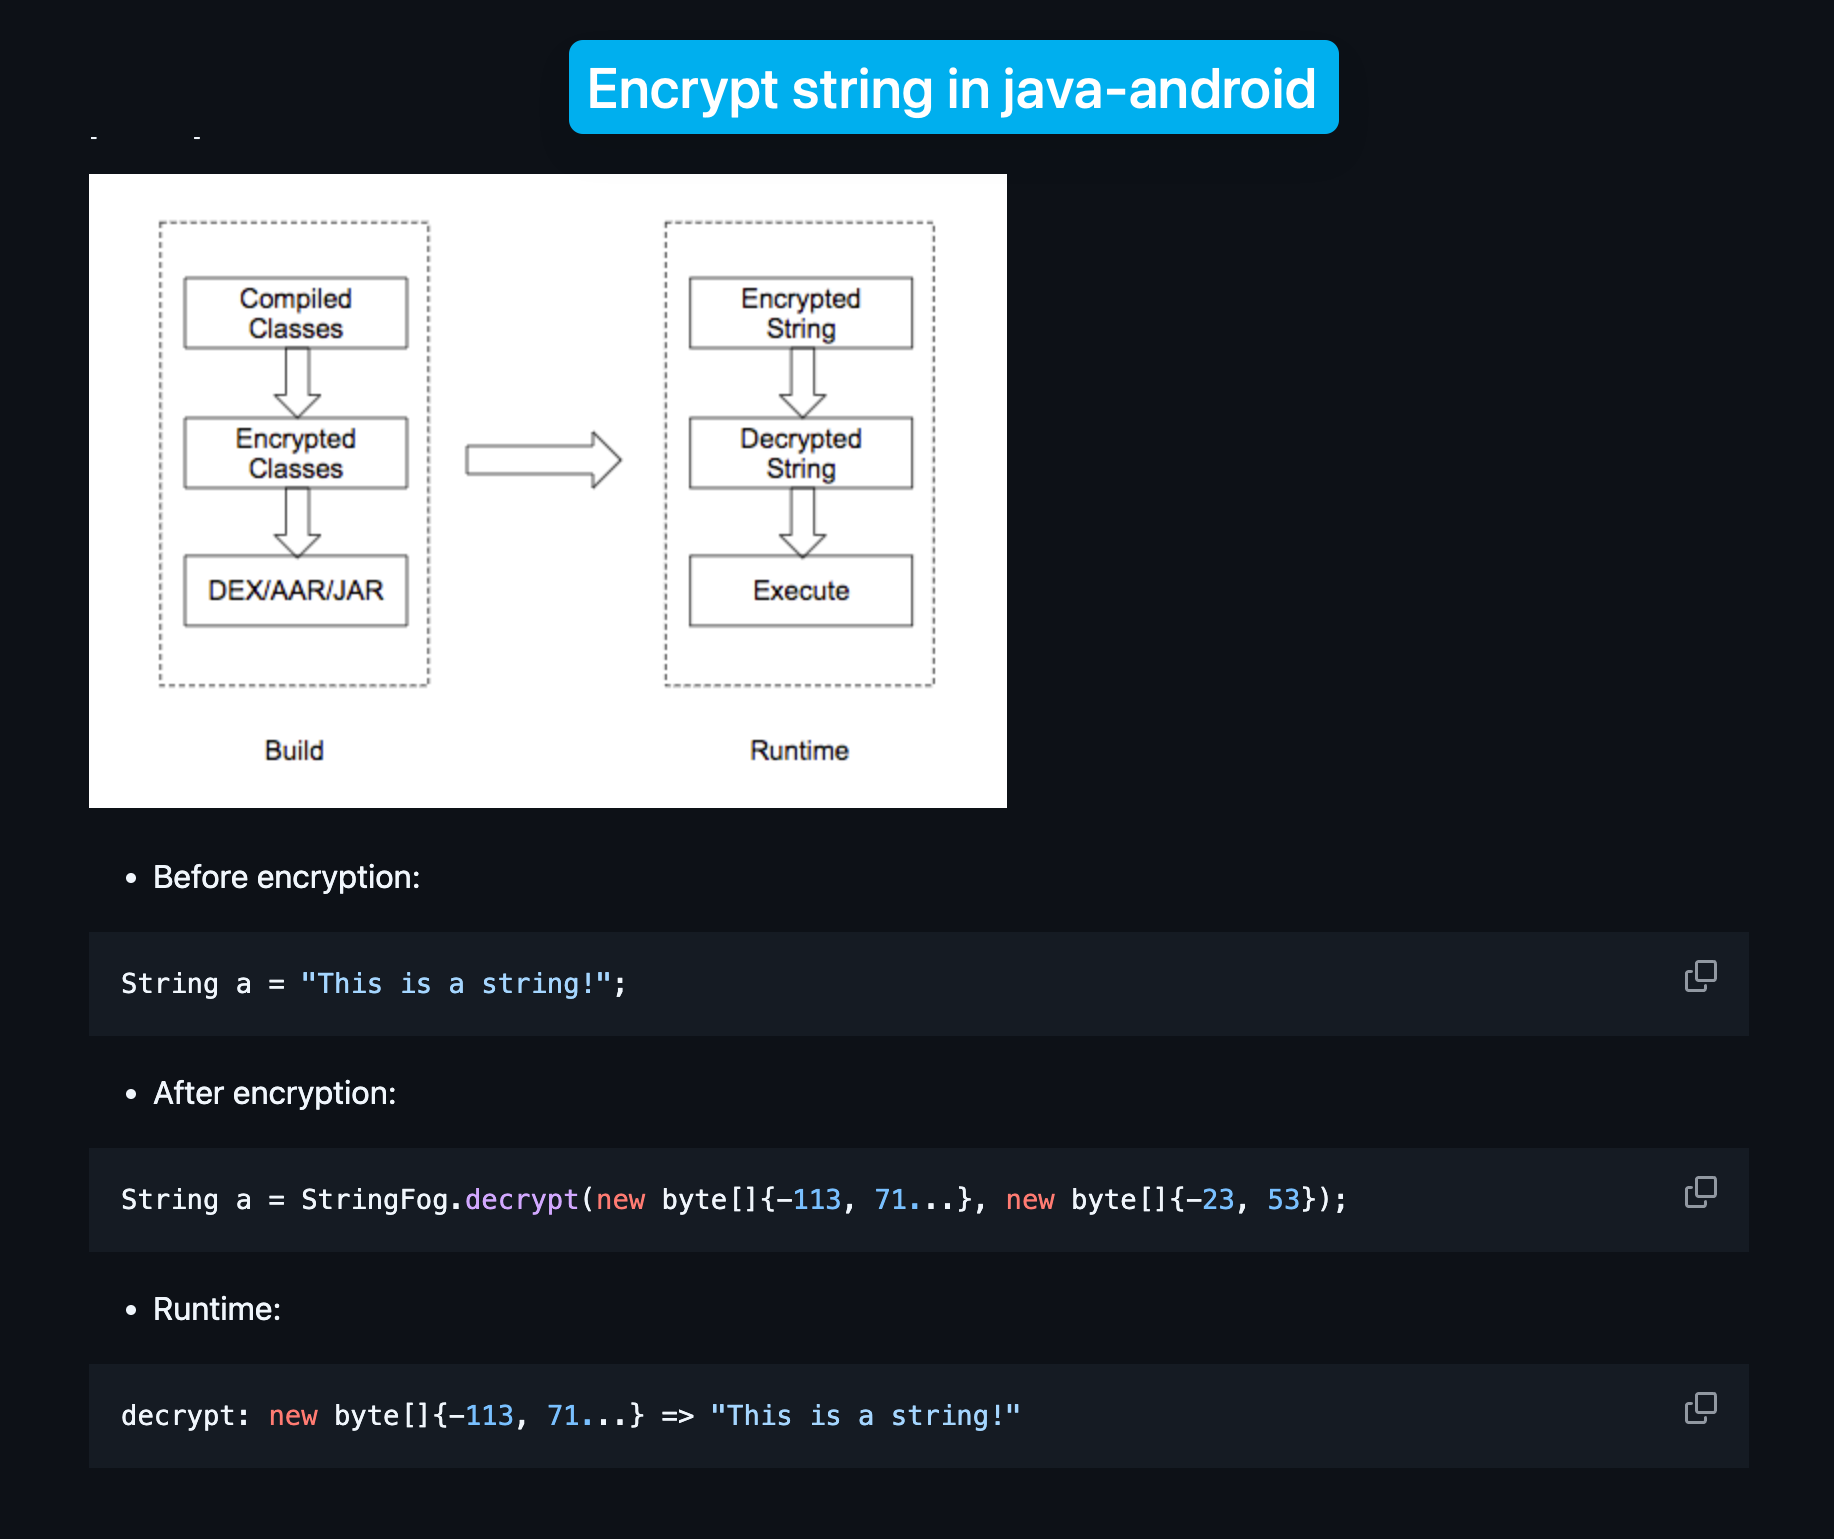 Encrypt string in java-android
Compiled
Classes
Encrypted
Classes
DEX/AAR/JAR
Build
Encrypted
String
Decrypted
String
Execute
Runtime
• Before encryption:
String a = "This is a string!";
• After encryption:
String a = StringFog.decrypt(new byte[]{-113, 71...}, new byte[]{-23, 53});
• Runtime:
decrypt: new byte[]{-113, 71...} => "This is a string!"